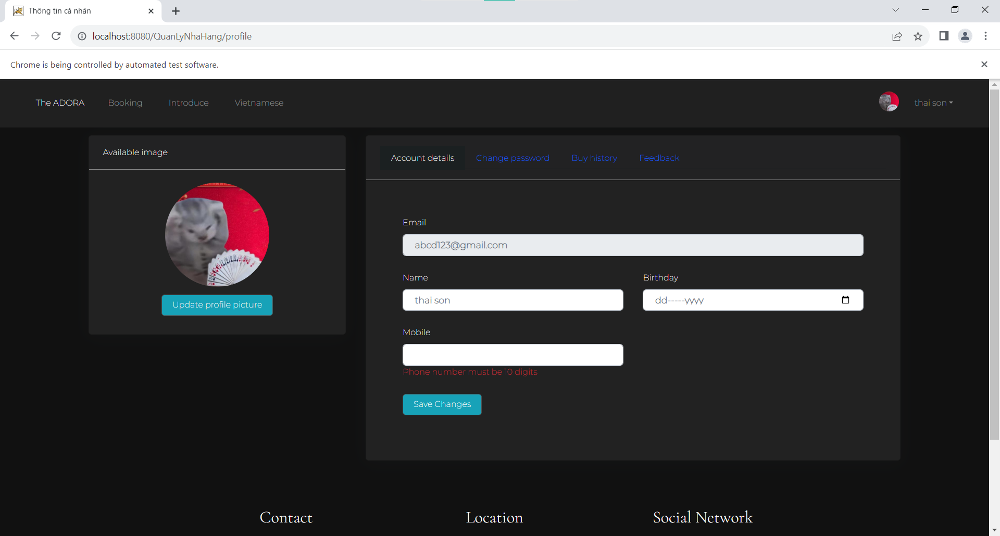 Thông tin cá nhân
localhost:8080/QuanLyNhaHang/profile
Chrome is being controlled by automated test software.
The ADORA Booking Introduce Vietnamese thai son
Available image
Update profile picture
Account details Change password Buy history Feedback
Email
abcd123@gmail.com
Name Birthday
thai son dd-----yyyy
Mobile
Phone number must be 10 digits
Save Changes
Contact Location Social Network